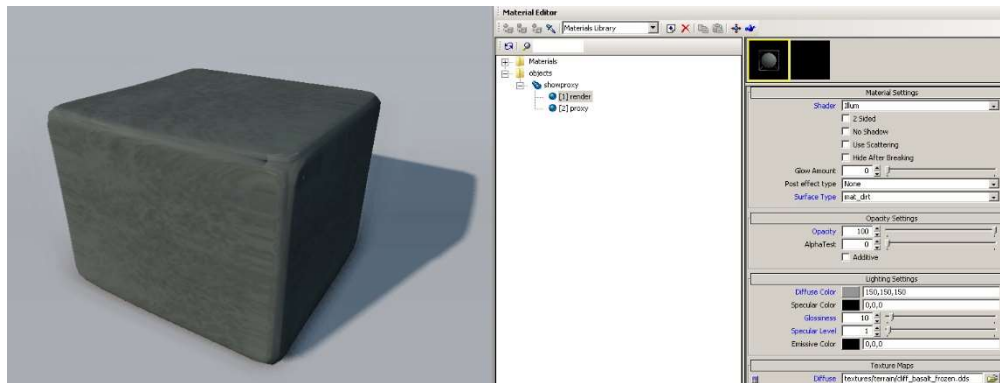 Material Editor
Materials Library
Materials
objects
showproxy
[1] render
[2] proxy
Material Settings
Shader Illum
2 Sided
No Shadow
Use Scattering
Hide After Breaking
Glow Amount 0
Post effect type None
Surface Type mat_dirt
Opacity Settings
Opacity 100
AlphaTest 0
Additive
Lighting Settings
Diffuse Color 150,150,150
Specular Color 0,0,0
Glossiness 10
Specular Level 1
Emissive Color 0,0,0
Texture Maps
Diffuse textures/terrain/cliff_basalt_frozen.dds